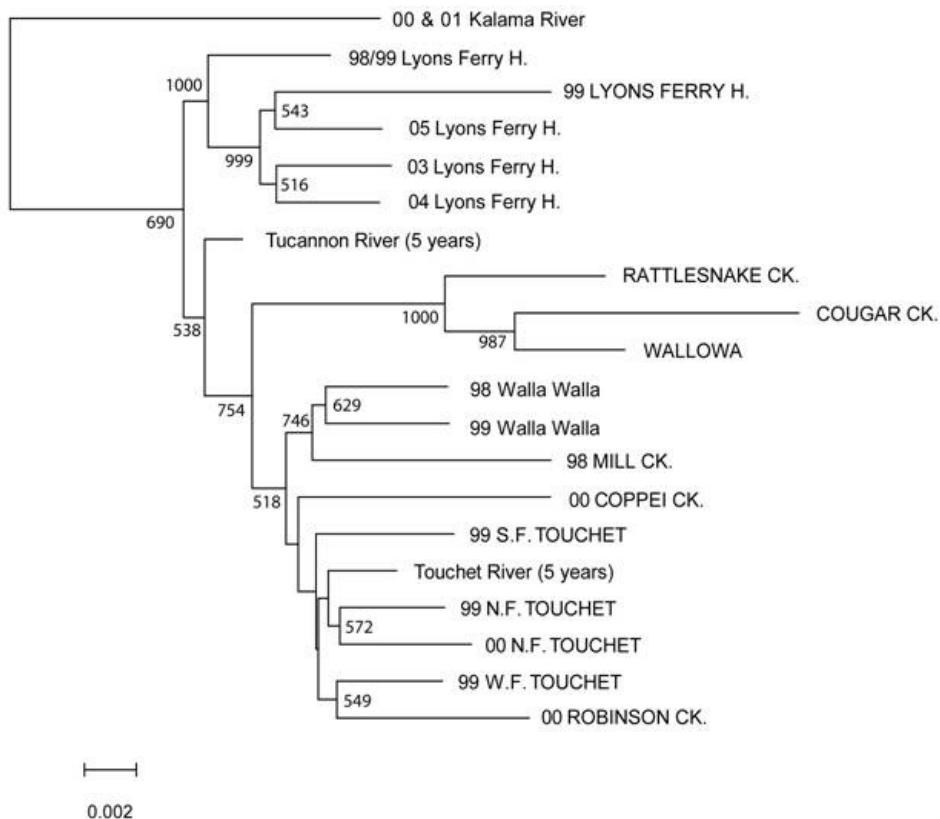 00 & 01 Kalama River
98/99 Lyons Ferry H.
1000
99 LYONS FERRY H.
543
05 Lyons Ferry H.
999
03 Lyons Ferry H.
516
04 Lyons Ferry H.
690
Tucannon River (5 years)
RATTLESNAKE CK.
1000
COUGAR CK.
538
987
WALLOWA
98 Walla Walla
754
629
746
99 Walla Walla
98 MILL CK.
518
00 COPPEI CK.
99 S.F. TOUCHET
Touchet River (5 years)
99 N.F. TOUCHET
572
00 N.F. TOUCHET
99 W.F. TOUCHET
549
00 ROBINSON CK.
0.002